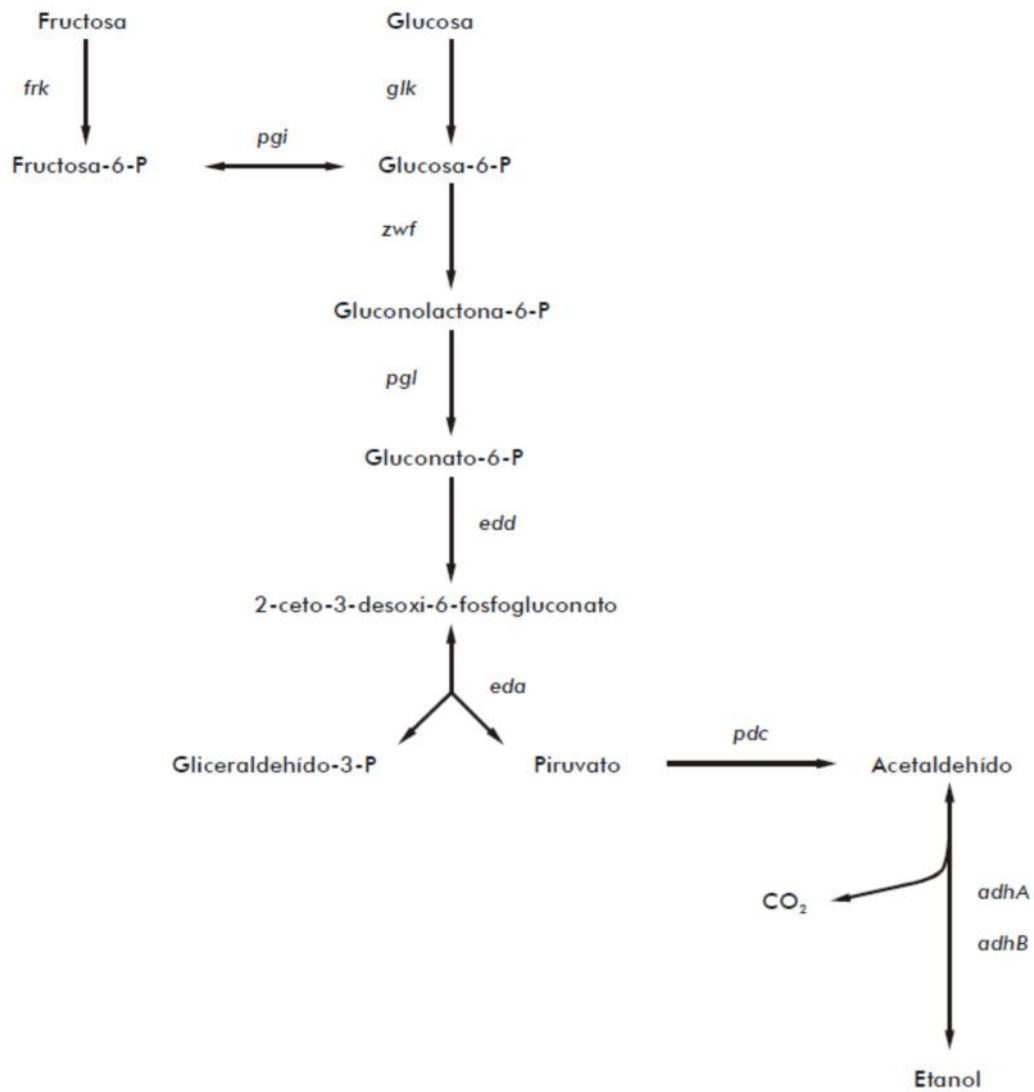 Fructosa
Glucosa
frk
glk
pgi
Fructosa-6-P
Glucosa-6-P
zwf
Gluconolactona-6-P
pgl
Gluconato-6-P
edd
2-ceto-3-desoxi-6-fosfogluconato
eda
pdc
Gliceraldehído-3-P
Piruvato
Acetaldehído
CO₂
adhA
adhB
Etanol